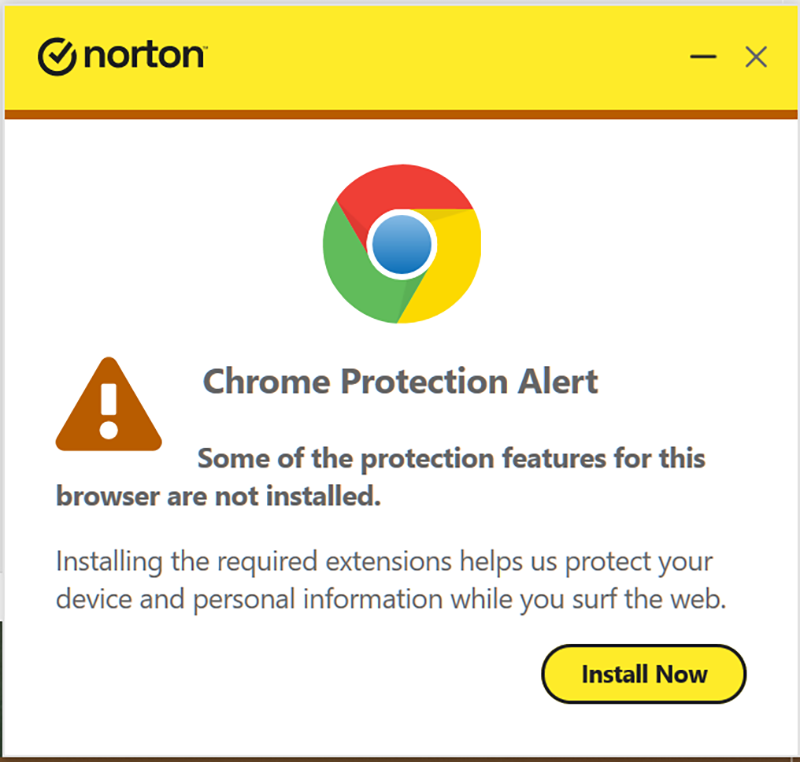 norton™
Chrome Protection Alert
Some of the protection features for this
browser are not installed.
Installing the required extensions helps us protect your
device and personal information while you surf the web.
Install Now